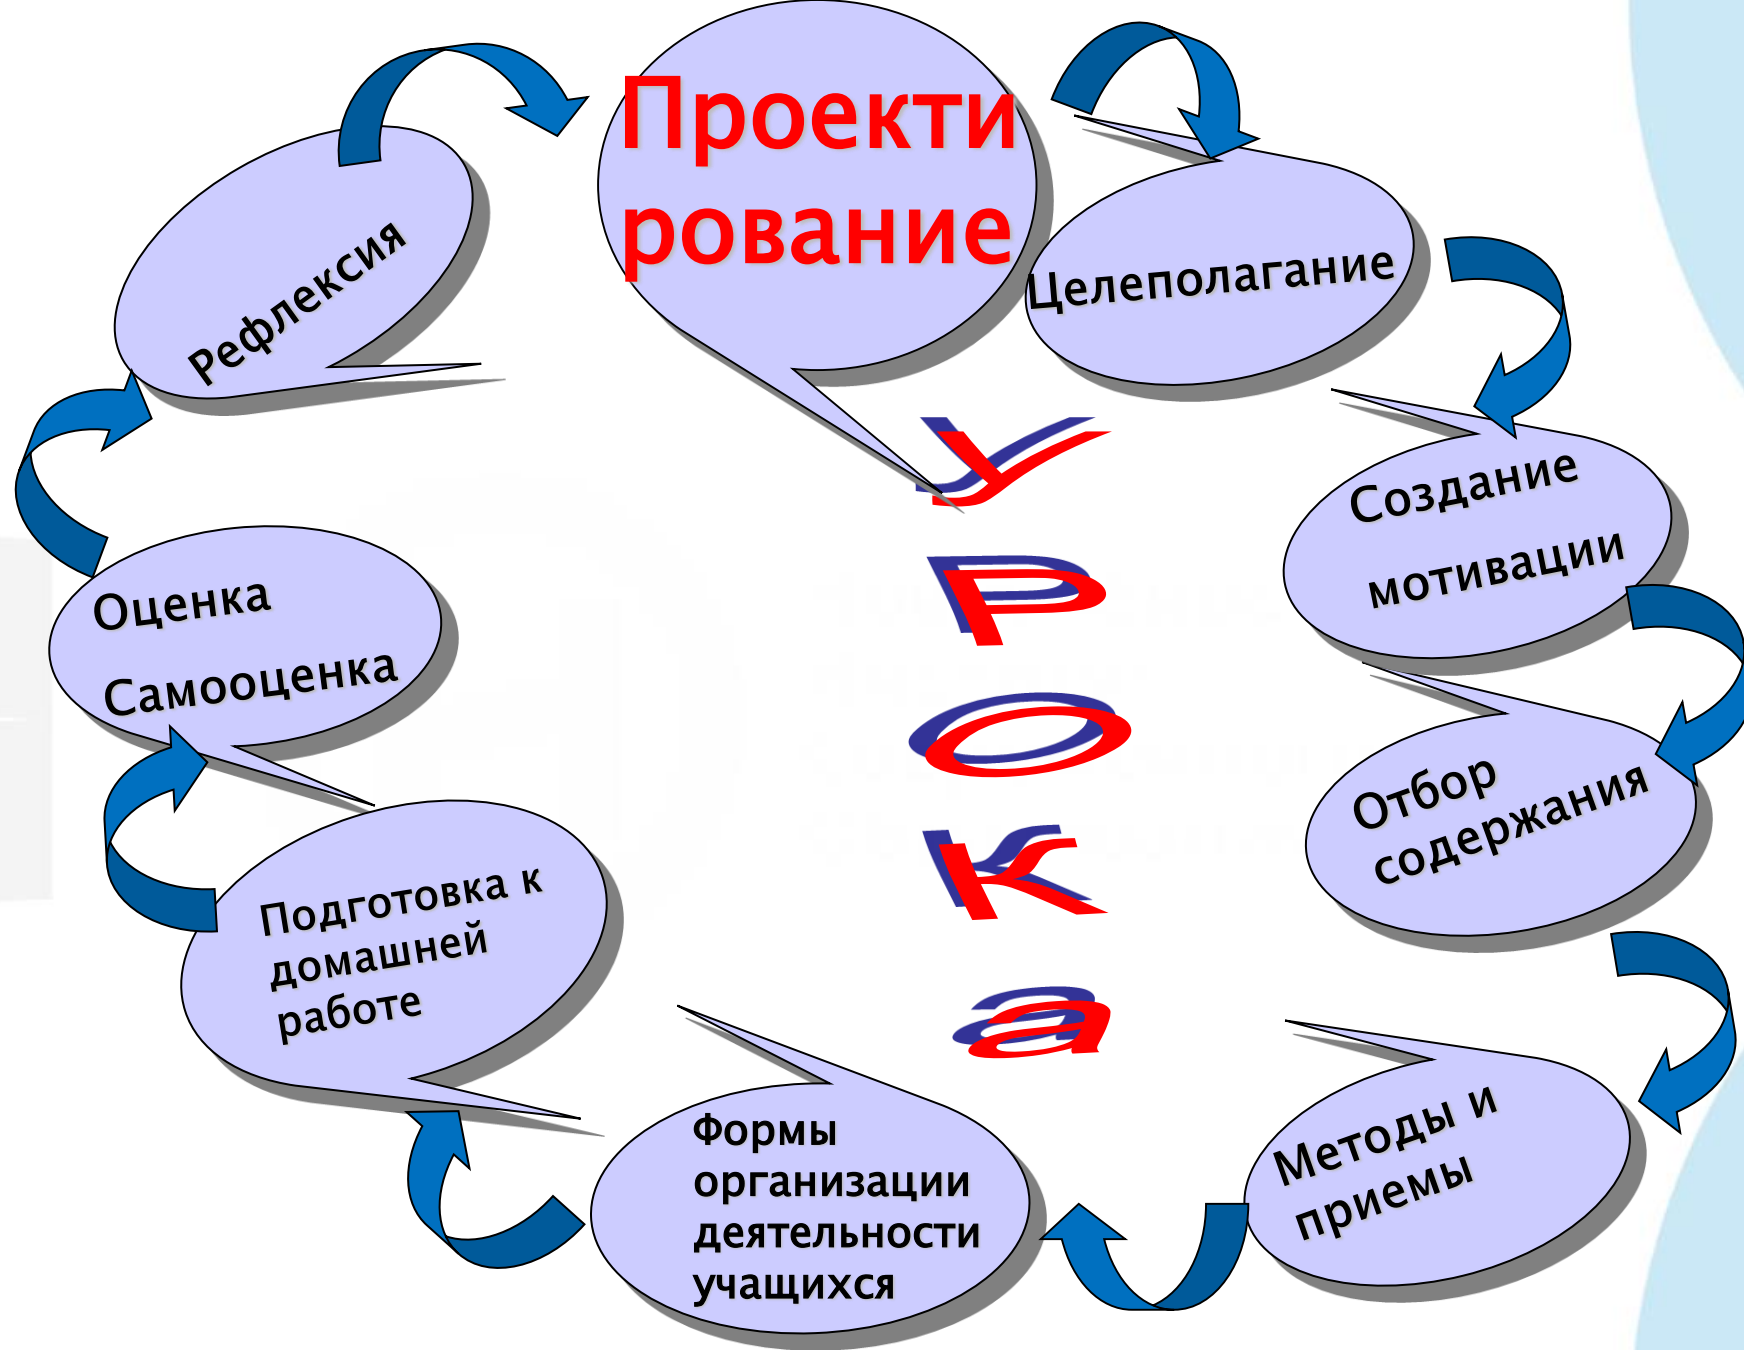 Проекти
рование
Целеполагание
Создание
мотивации
Отбор
содержания
Методы и
приемы
Формы
организации
деятельности
учащихся
Подготовка к
домашней
работе
Оценка
Самооценка
Рефлексия
У
Р
О
К
а